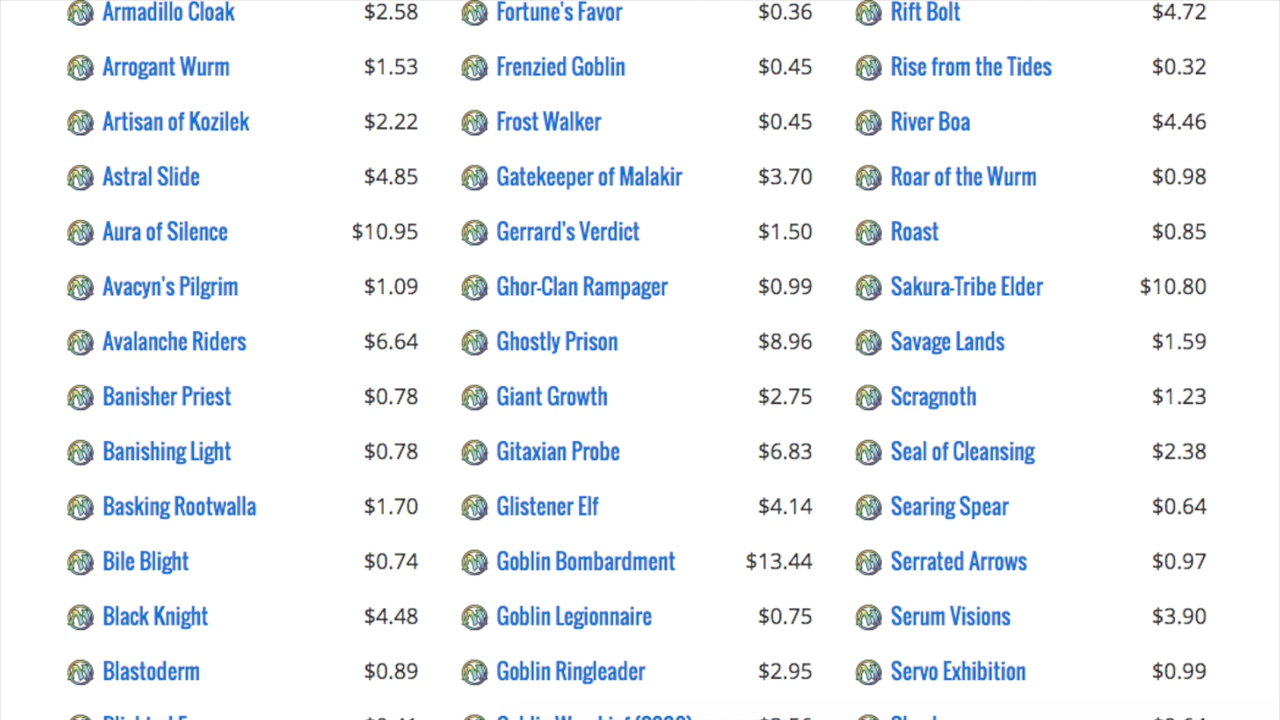 Armadillo Cloak $2.58 Fortune's Favor $0.36 Rift Bolt $4.72
Arrogant Wurm $1.53 Frenzied Goblin $0.45 Rise from the Tides $0.32
Artisan of Kozilek $2.22 Frost Walker $0.45 River Boa $4.46
Astral Slide $4.85 Gatekeeper of Malakir $3.70 Roar of the Wurm $0.98
Aura of Silence $10.95 Gerrard's Verdict $1.50 Roast $0.85
Avacyn's Pilgrim $1.09 Ghor-Clan Rampager $0.99 Sakura-Tribe Elder $10.80
Avalanche Riders $6.64 Ghostly Prison $8.96 Savage Lands $1.59
Banisher Priest $0.78 Giant Growth $2.75 Scragnoth $1.23
Banishing Light $0.78 Gitaxian Probe $6.83 Seal of Cleansing $2.38
Basking Rootwalla $1.70 Glistener Elf $4.14 Searing Spear $0.64
Bile Blight $0.74 Goblin Bombardment $13.44 Serrated Arrows $0.97
Black Knight $4.48 Goblin Legionnaire $0.75 Serum Visions $3.90
Blastoderm $0.89 Goblin Ringleader $2.95 Servo Exhibition $0.99